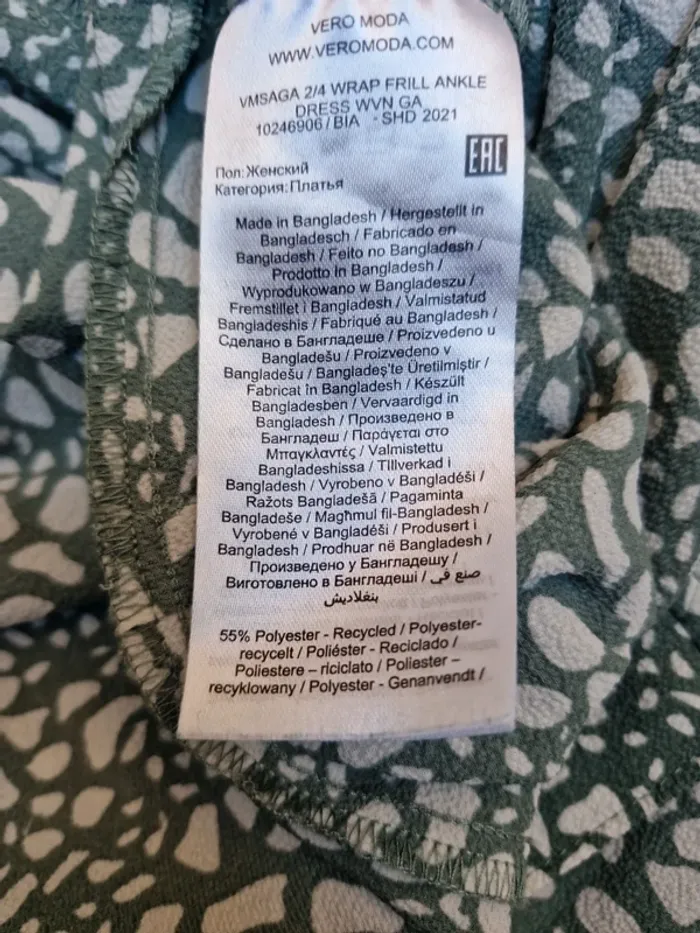 VERO MODA
WWW.VEROMODA.COM
VMSAGA 2/4 WRAP FRILL ANKLE
DRESS WVN GA
10246906/BIA - SHD 2021
EAC
Пол: Женский
Категория: Платья
Made in Bangladesh / Hergestellt in
Bangladesch / Fabricado en
Bangladesh / Feito no Bangladesh /
Prodotto in Bangladesh /
Wyprodukowano w Bangladeszu /
Fremstillet i Bangladesh / Valmistatud
Bangladeshis / Fabriqué au Bangladesh /
Сделано в Бангладеше / Proizvedeno u
Bangladešu / Proizvedeno v
Bangladešu / Bangladeş'te Üretilmiştir /
Fabricat în Bangladesh / Készült
Bangladesben / Vervaardigd in
Bangladesh / Произведено в
Бангладеш / Παράγεται στο
Μπαγκλαντές / Valmistettu
Bangladeshissa / Tillverkad i
Bangladesh / Vyrobeno v Bangladéši /
Ražots Bangladešā / Pagaminta
Bangladeše / Magħmul fil-Bangladesh /
Vyrobené v Bangladéši / Produsert i
Bangladesh / Prodhuar në Bangladesh /
Произведено у Бангладешу /
Виготовлено в Бангладеші / صنع في
بنغلاديش
55% Polyester - Recycled / Polyester-
recycelt / Poliéster - Reciclado /
Poliestere – riciclato / Poliester –
recyklowany / Polyester - Genanvendt /